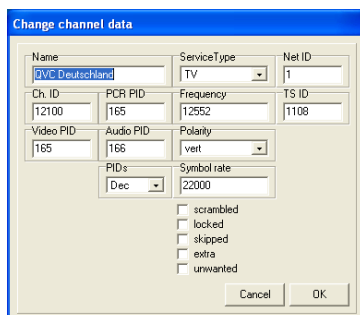 Change channel data
Name ServiceType Net ID
QVC Deutschland TV 1
Ch. ID PCR PID Frequency TS ID
12100 165 12552 1108
Video PID Audio PID Polarity
165 166 vert
PIDs Symbol rate
Dec 22000
scrambled
locked
skipped
extra
unwanted
Cancel OK